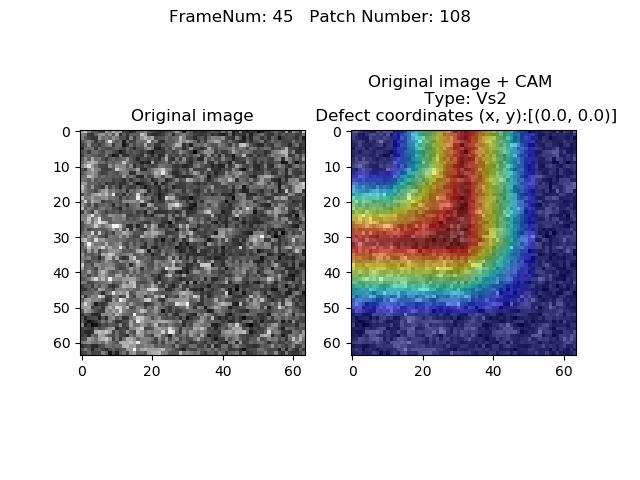 FrameNum: 45   Patch Number: 108
Original image
Original image + CAM
Type: Vs2
Defect coordinates (x, y):[(0.0, 0.0)]
0
10
20
30
40
50
60
0 20 40 60
0
10
20
30
40
50
60
0 20 40 60